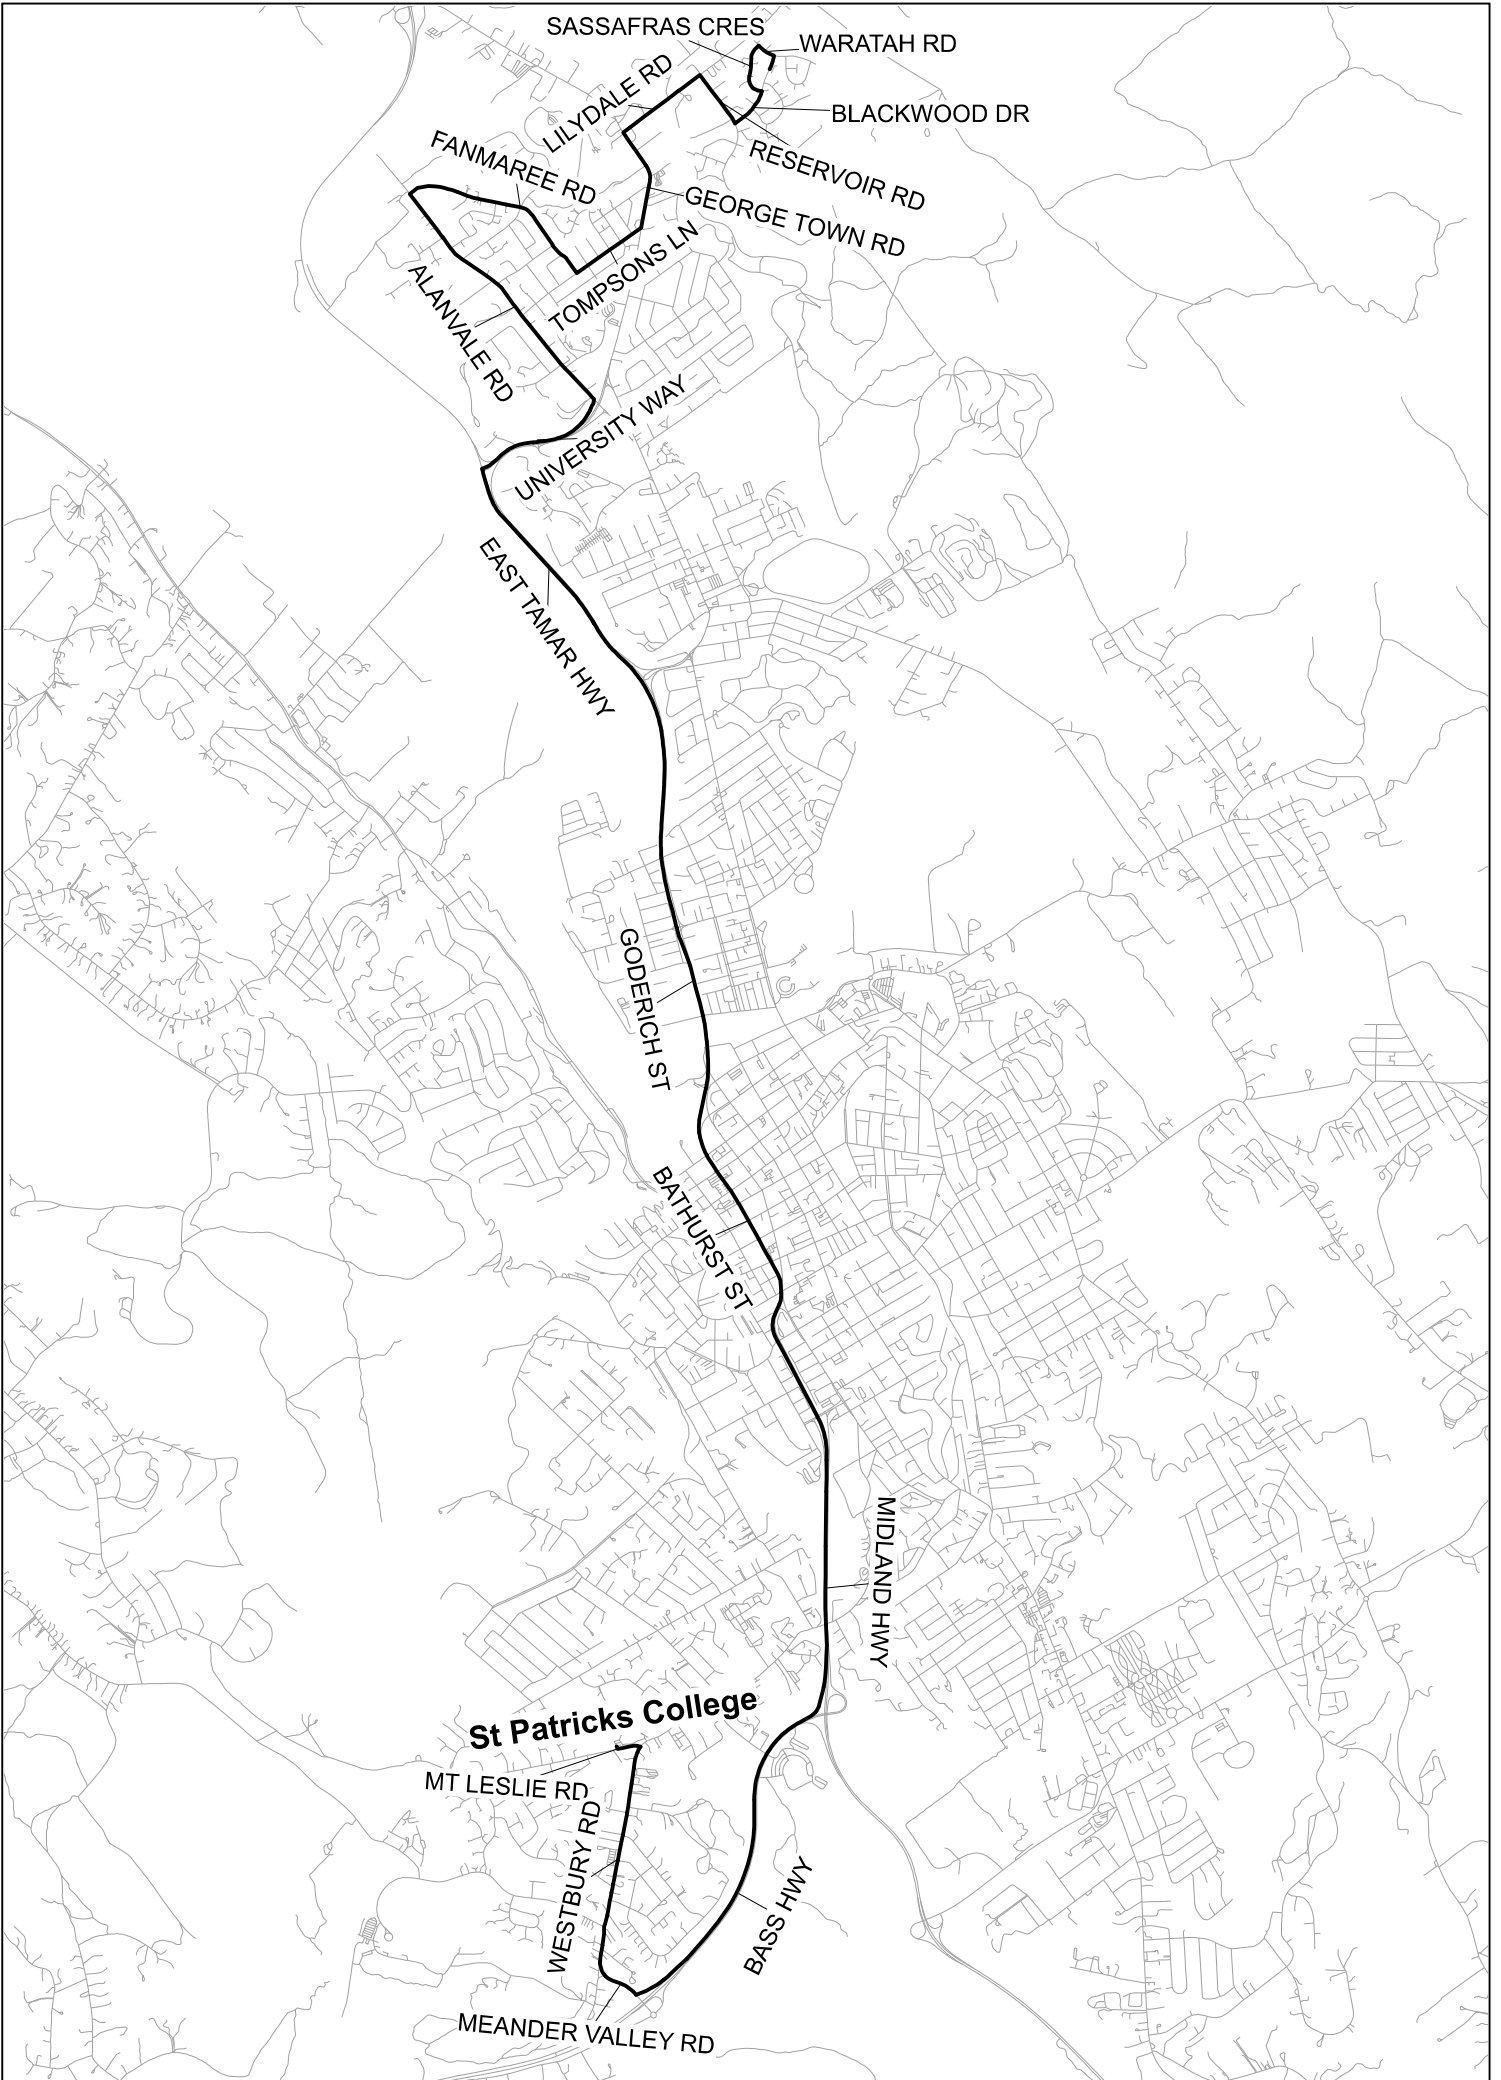 SASSAFRAS CRES
WARATAH RD
LILYDALE RD
BLACKWOOD DR
FANMAREE RD
RESERVOIR RD
GEORGE TOWN RD
TOMPSONS LN
ALANVALE RD
UNIVERSITY WAY
EAST TAMAR HWY
GODERICH ST
BATHURST ST
MIDLAND HWY
St Patricks College
MT LESLIE RD
WESTBURY RD
BASS HWY
MEANDER VALLEY RD